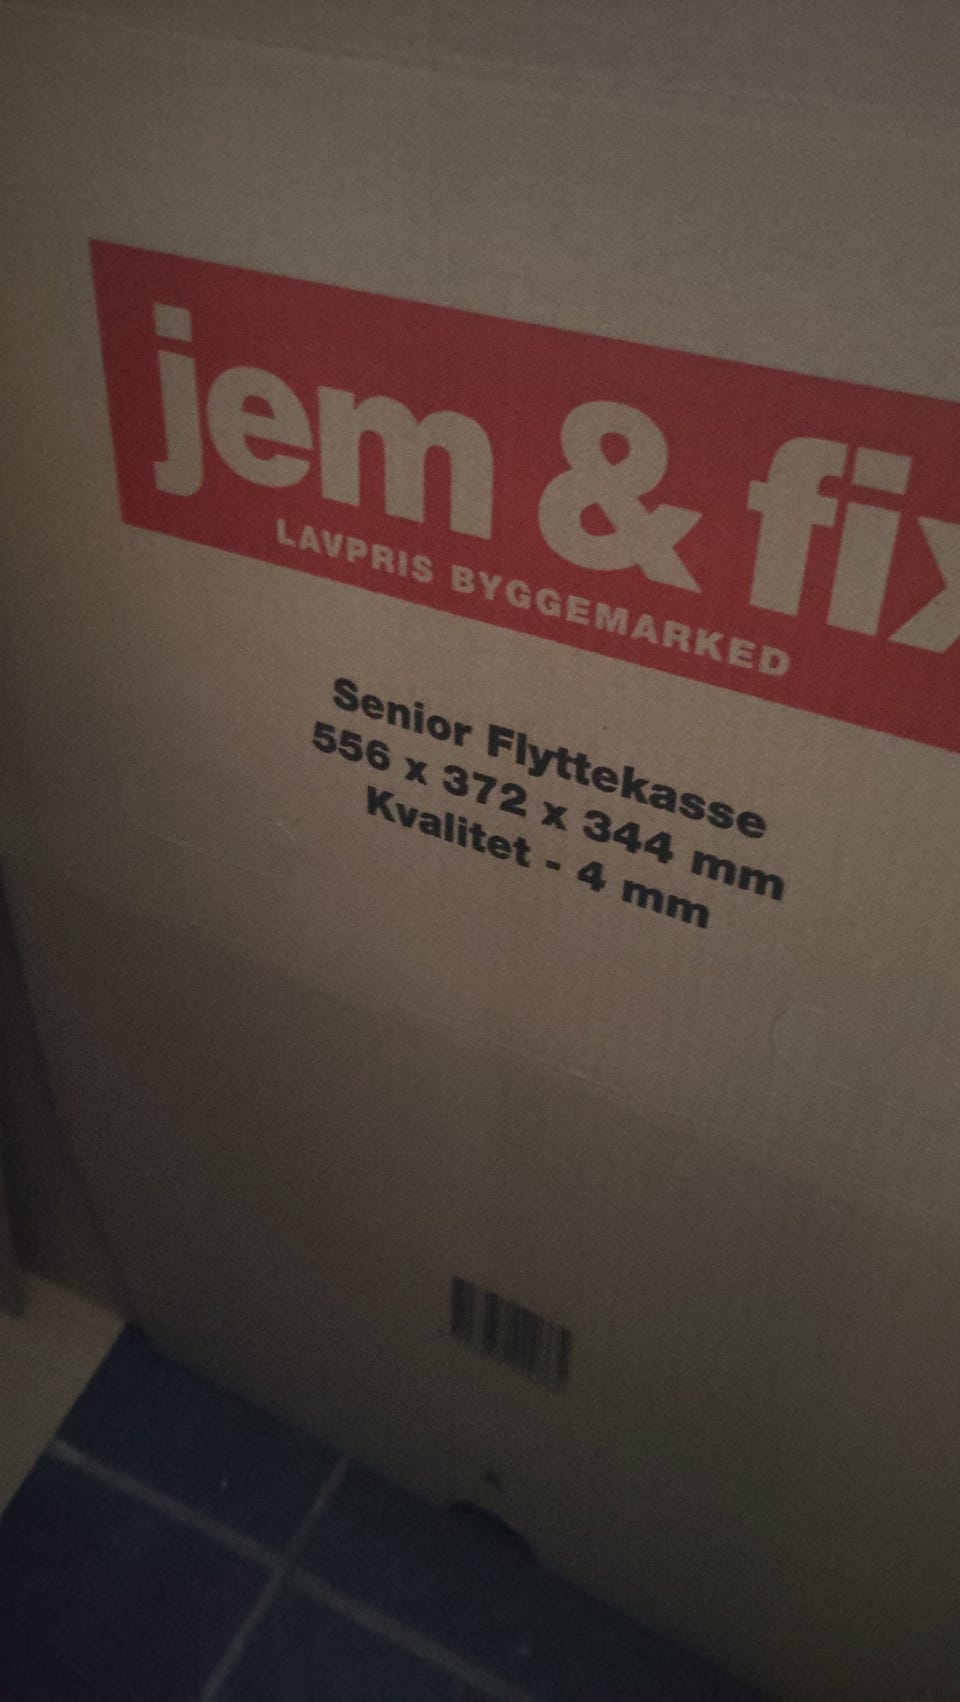 jem & fix
LAVPRIS BYGGEMARKED
Senior Flyttekasse
556 x 372 x 344 mm
Kvalitet - 4 mm